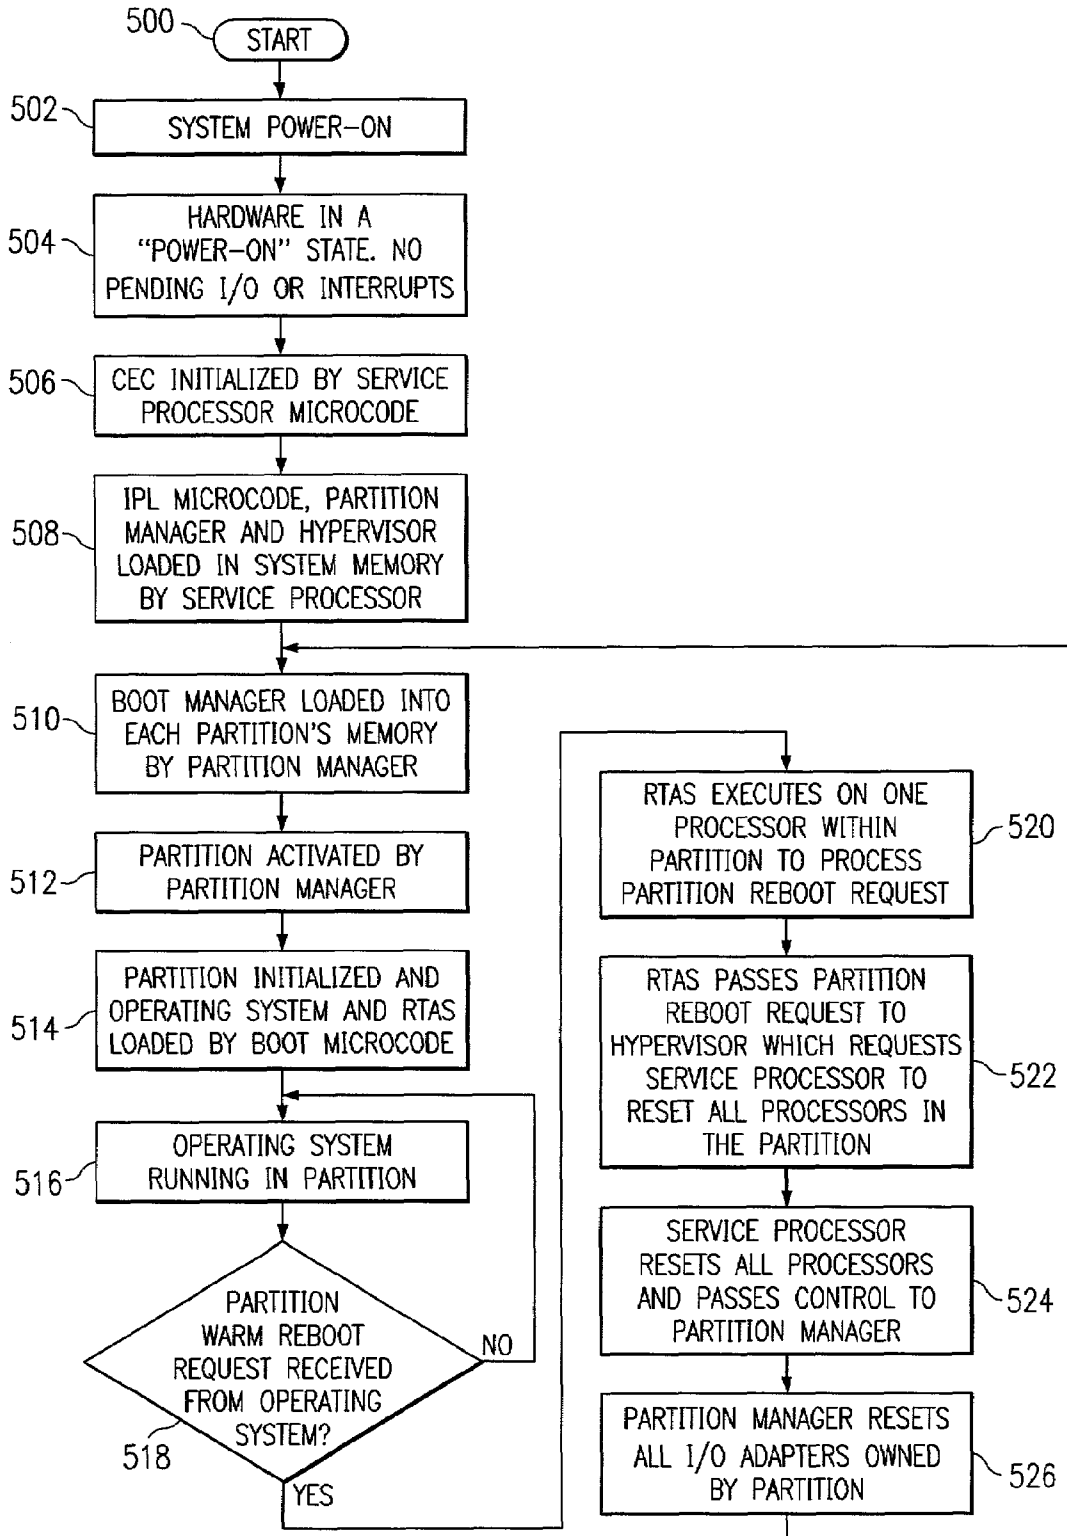 500
START
502
SYSTEM POWER-ON
504
HARDWARE IN A
"POWER-ON" STATE. NO
PENDING I/O OR INTERRUPTS
506
CEC INITIALIZED BY SERVICE
PROCESSOR MICROCODE
508
IPL MICROCODE, PARTITION
MANAGER AND HYPERVISOR
LOADED IN SYSTEM MEMORY
BY SERVICE PROCESSOR
510
BOOT MANAGER LOADED INTO
EACH PARTITION'S MEMORY
BY PARTITION MANAGER
512
PARTITION ACTIVATED BY
PARTITION MANAGER
514
PARTITION INITIALIZED AND
OPERATING SYSTEM AND RTAS
LOADED BY BOOT MICROCODE
516
OPERATING SYSTEM
RUNNING IN PARTITION
PARTITION
WARM REBOOT
REQUEST RECEIVED
FROM OPERATING
SYSTEM?
518
NO
YES
RTAS EXECUTES ON ONE
PROCESSOR WITHIN
PARTITION TO PROCESS
PARTITION REBOOT REQUEST
520
RTAS PASSES PARTITION
REBOOT REQUEST TO
HYPERVISOR WHICH REQUESTS
SERVICE PROCESSOR TO
RESET ALL PROCESSORS IN
THE PARTITION
522
SERVICE PROCESSOR
RESETS ALL PROCESSORS
AND PASSES CONTROL TO
PARTITION MANAGER
524
PARTITION MANAGER RESETS
ALL I/O ADAPTERS OWNED
BY PARTITION
526